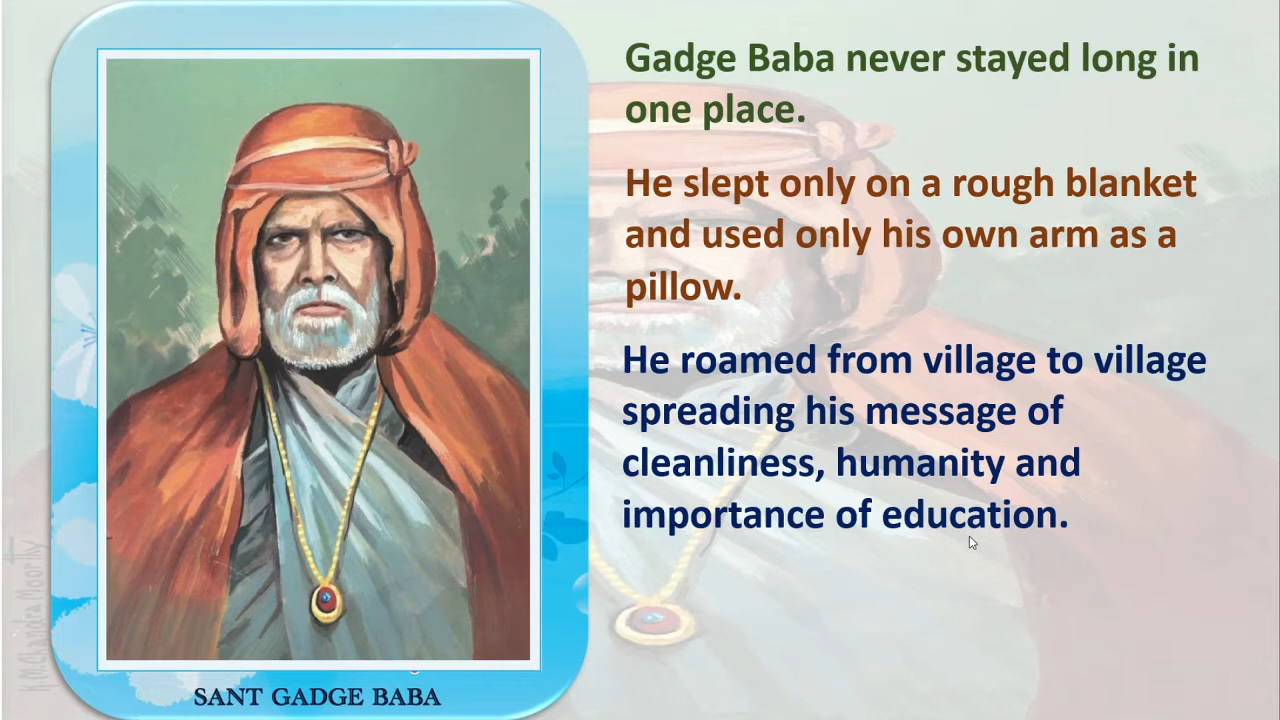 Gadge Baba never stayed long in
one place.
He slept only on a rough blanket
and used only his own arm as a
pillow.
He roamed from village to village
spreading his message of
cleanliness, humanity and
importance of education.
K.M.Chandra Moorthy
SANT GADGE BABA